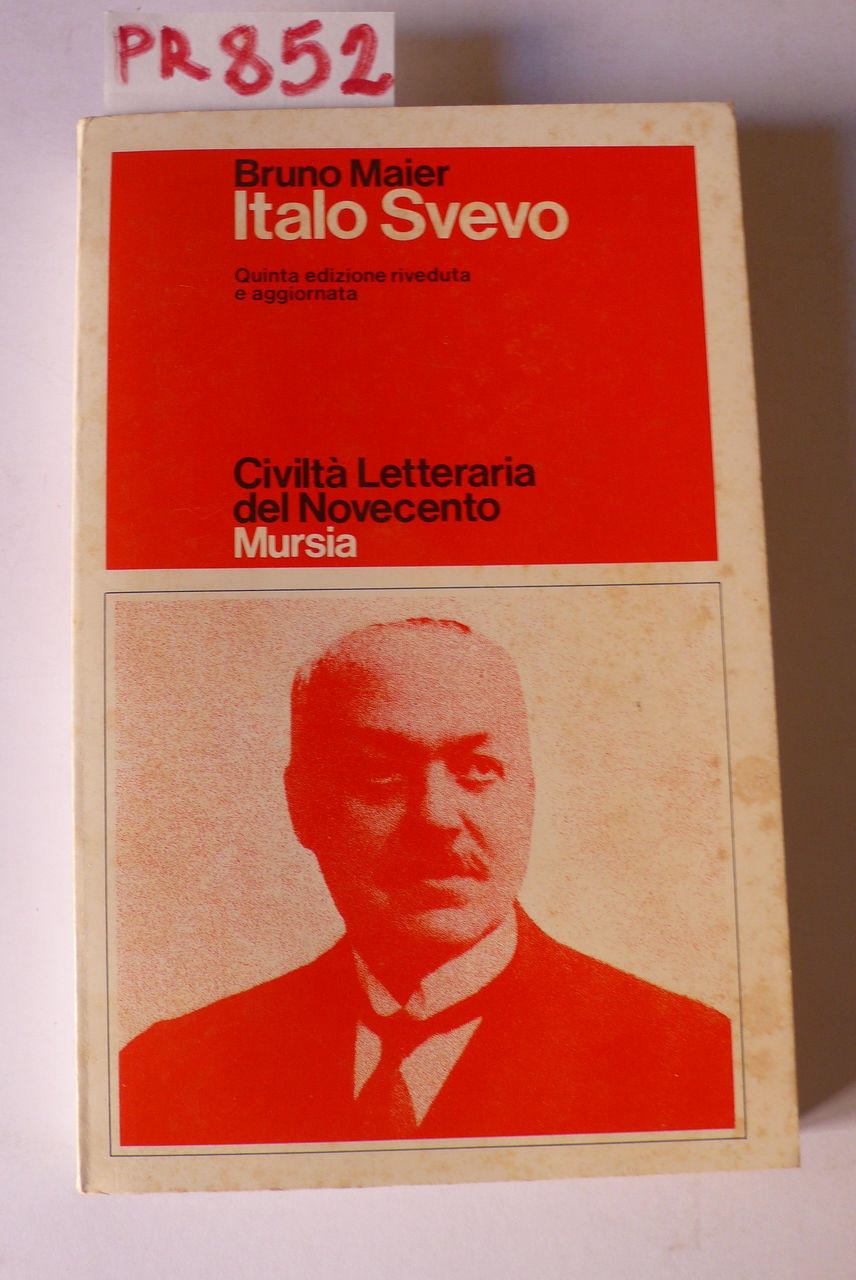 PR852
Bruno Maier
Italo Svevo
Quinta edizione riveduta
e aggiornata
Civiltà Letteraria
del Novecento
Mursia